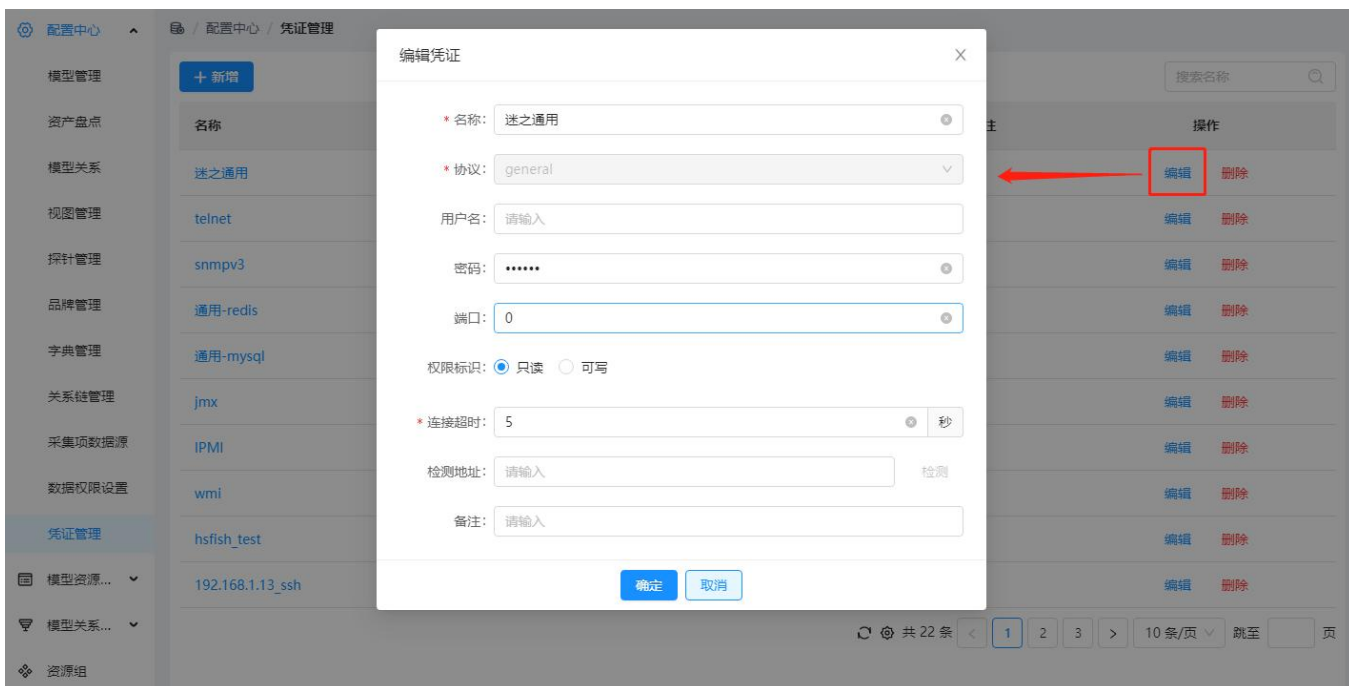 配置中心
配置中心 / 凭证管理
模型管理
资产盘点
模型关系
视图管理
探针管理
品牌管理
字典管理
关系链管理
采集项数据源
数据权限设置
凭证管理
模型资源...
模型关系...
资源组
+ 新增
搜索名称
名称
注
操作
迷之通用
编辑 删除
telnet
编辑 删除
snmpv3
编辑 删除
通用-redis
编辑 删除
通用-mysql
编辑 删除
jmx
编辑 删除
IPMI
编辑 删除
wmi
编辑 删除
hsfish_test
编辑 删除
192.168.1.13_ssh
编辑 删除
编辑凭证
* 名称: 迷之通用
* 协议: general
用户名: 请输入
密码: ••••••
端口: 0
权限标识: 只读 可写
* 连接超时: 5 秒
检测地址: 请输入 检测
备注: 请输入
确定 取消
共 22 条 < 1 2 3 > 10 条/页 跳至 页